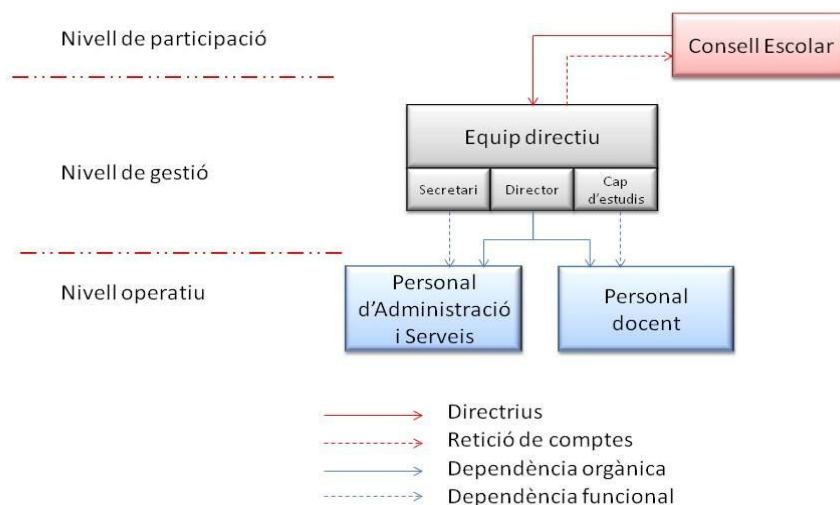 Nivell de participació
Consell Escolar
Equip directiu
Nivell de gestió
Secretari
Director
Cap
d'estudis
Nivell operatiu
Personal
d'Administració
i Serveis
Personal
docent
Directrius
Retició de comptes
Dependència orgànica
Dependència funcional